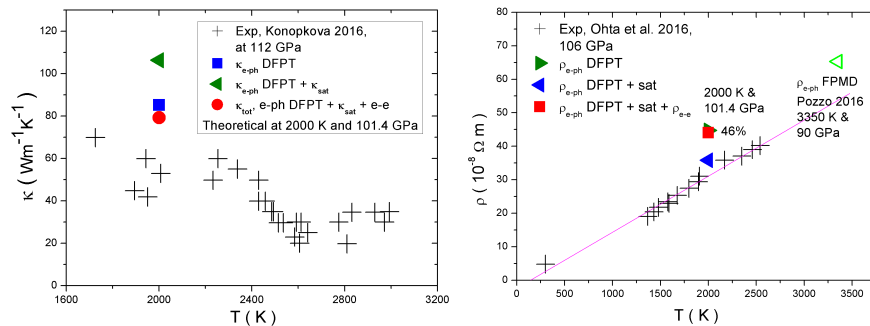 140
120
100
80
60
40
20
0
κ ( Wm⁻¹K⁻¹ )
Exp, Konopkova 2016,
at 112 GPa
κe-ph DFPT
κe-ph DFPT + κsat
κtot, e-ph DFPT + κsat + e-e
Theoretical at 2000 K and 101.4 GPa
1600 2000 2400 2800 3200
T ( K )
80
70
60
50
40
30
20
10
0
ρ ( 10⁻⁸ Ω m )
Exp, Ohta et al. 2016,
106 GPa
ρe-ph DFPT
ρe-ph DFPT + sat
ρe-ph DFPT + sat + ρe-e
2000 K &
101.4 GPa
46%
ρe-ph FPMD
Pozzo 2016
3350 K &
90 GPa
0 500 1000 1500 2000 2500 3000 3500
T ( K )